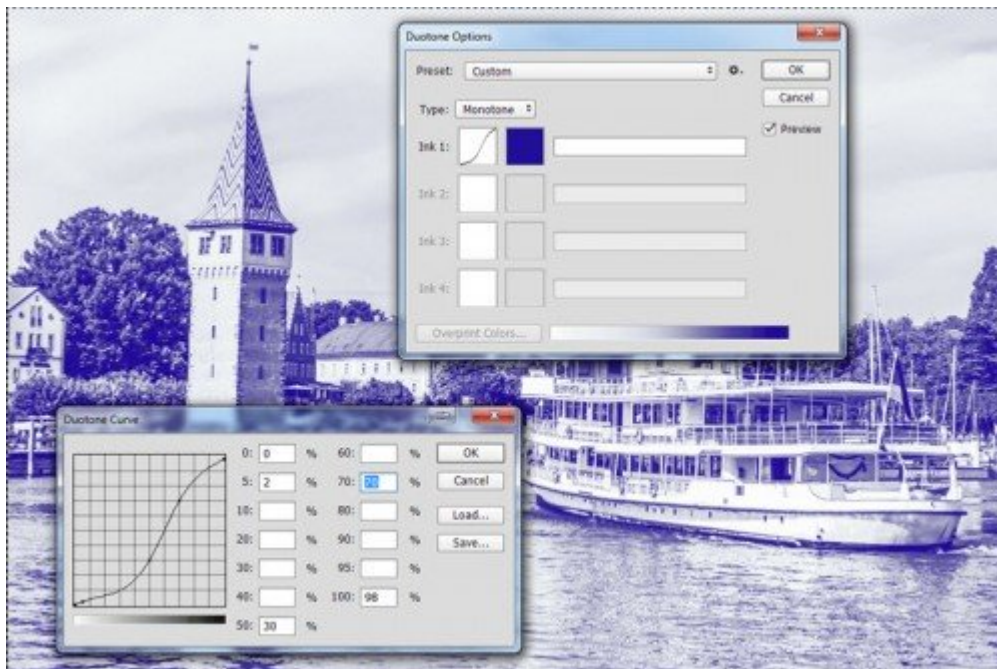 Duotone Options
Preset: Custom
OK
Cancel
Type: Monotone
Preview
Ink 1:
Ink 2:
Ink 3:
Ink 4:
Overprint Colors...
Duotone Curve
0: 0 % 60: % OK
5: 2 % 70: 70 % Cancel
10: % 80: % Load...
20: % 90: % Save...
30: % 95: %
40: % 100: 98 %
50: 30 %